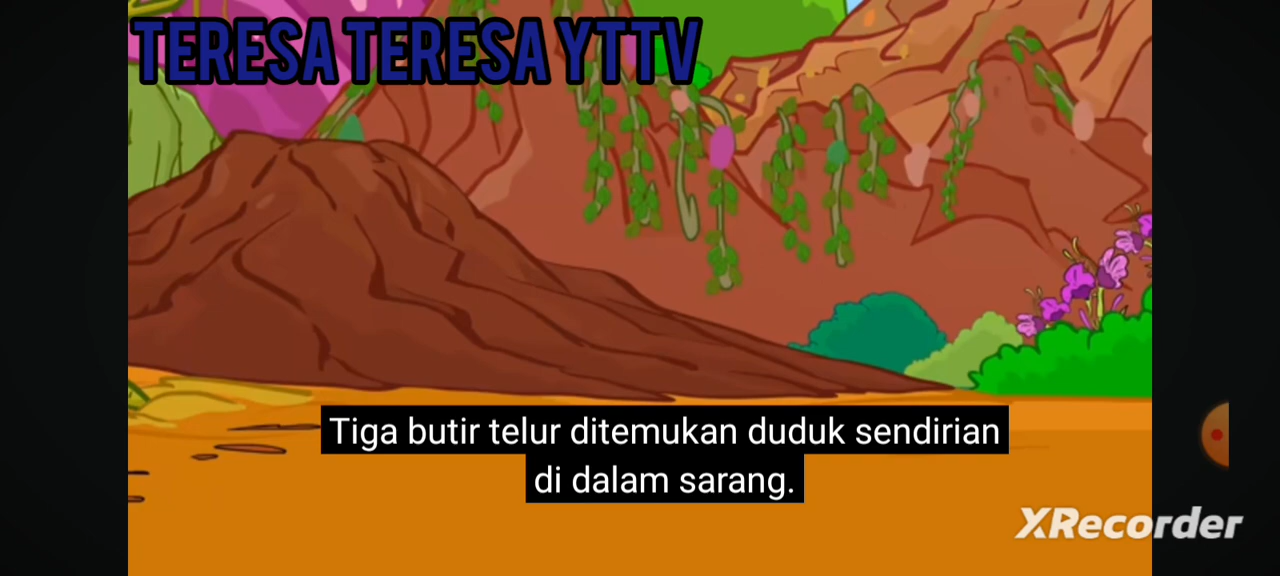 TERESA TERESA YTTV
Tiga butir telur ditemukan duduk sendirian
di dalam sarang.
XRecorder